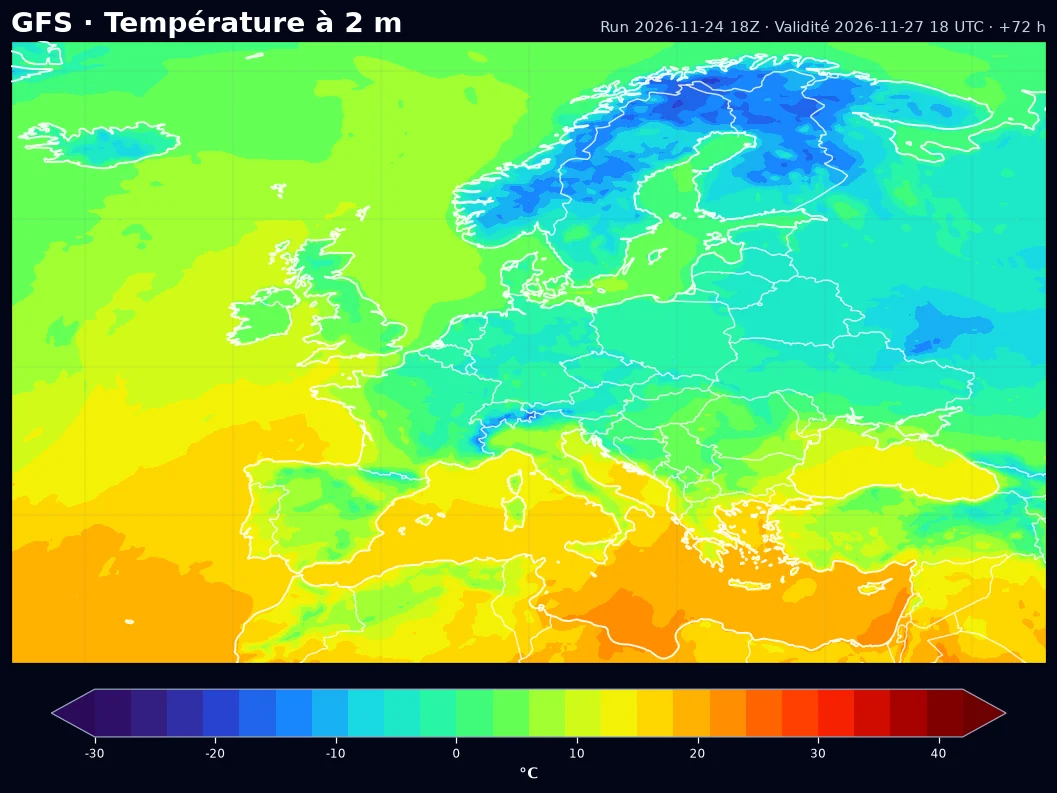 GFS · Température à 2 m
Run 2026-11-24 18Z · Validité 2026-11-27 18 UTC · +72 h
-30 -20 -10 0 10 20 30 40
°C